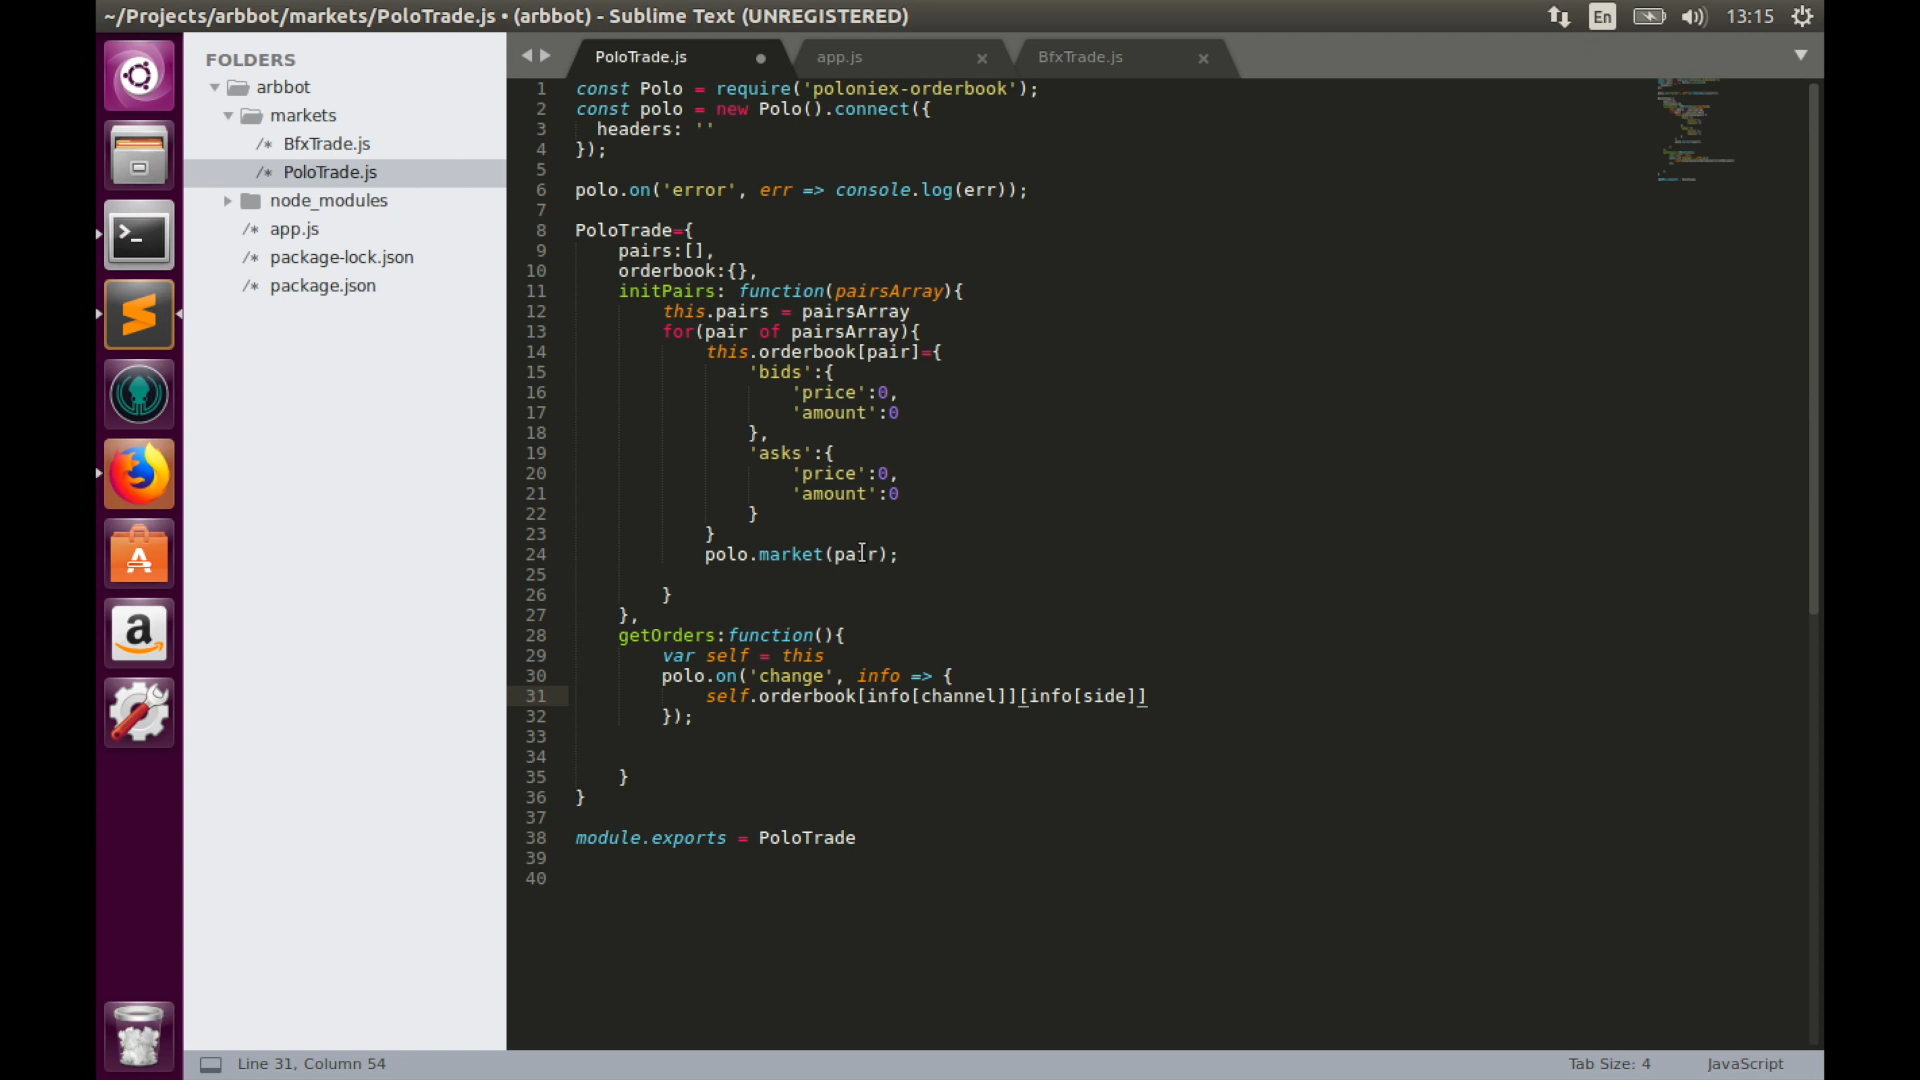 ~/Projects/arbbot/markets/PoloTrade.js • (arbbot) - Sublime Text (UNREGISTERED)
En
13:15
FOLDERS
arbbot
markets
/* BfxTrade.js
/* PoloTrade.js
node_modules
/* app.js
/* package-lock.json
/* package.json
PoloTrade.js
app.js
BfxTrade.js
1 const Polo = require('poloniex-orderbook');
2 const polo = new Polo().connect({
3 headers: ''
4 });
5
6 polo.on('error', err => console.log(err));
7
8 PoloTrade={
9 pairs:[],
10 orderbook:{},
11 initPairs: function(pairsArray){
12 this.pairs = pairsArray
13 for(pair of pairsArray){
14 this.orderbook[pair]={
15 'bids':{
16 'price':0,
17 'amount':0
18 },
19 'asks':{
20 'price':0,
21 'amount':0
22 }
23 }
24 polo.market(pair);
25
26 }
27 },
28 getOrders:function(){
29 var self = this
30 polo.on('change', info => {
31 self.orderbook[info[channel]][info[side]]
32 });
33
34
35 }
36 }
37
38 module.exports = PoloTrade
39
40
Line 31, Column 54
Tab Size: 4
JavaScript